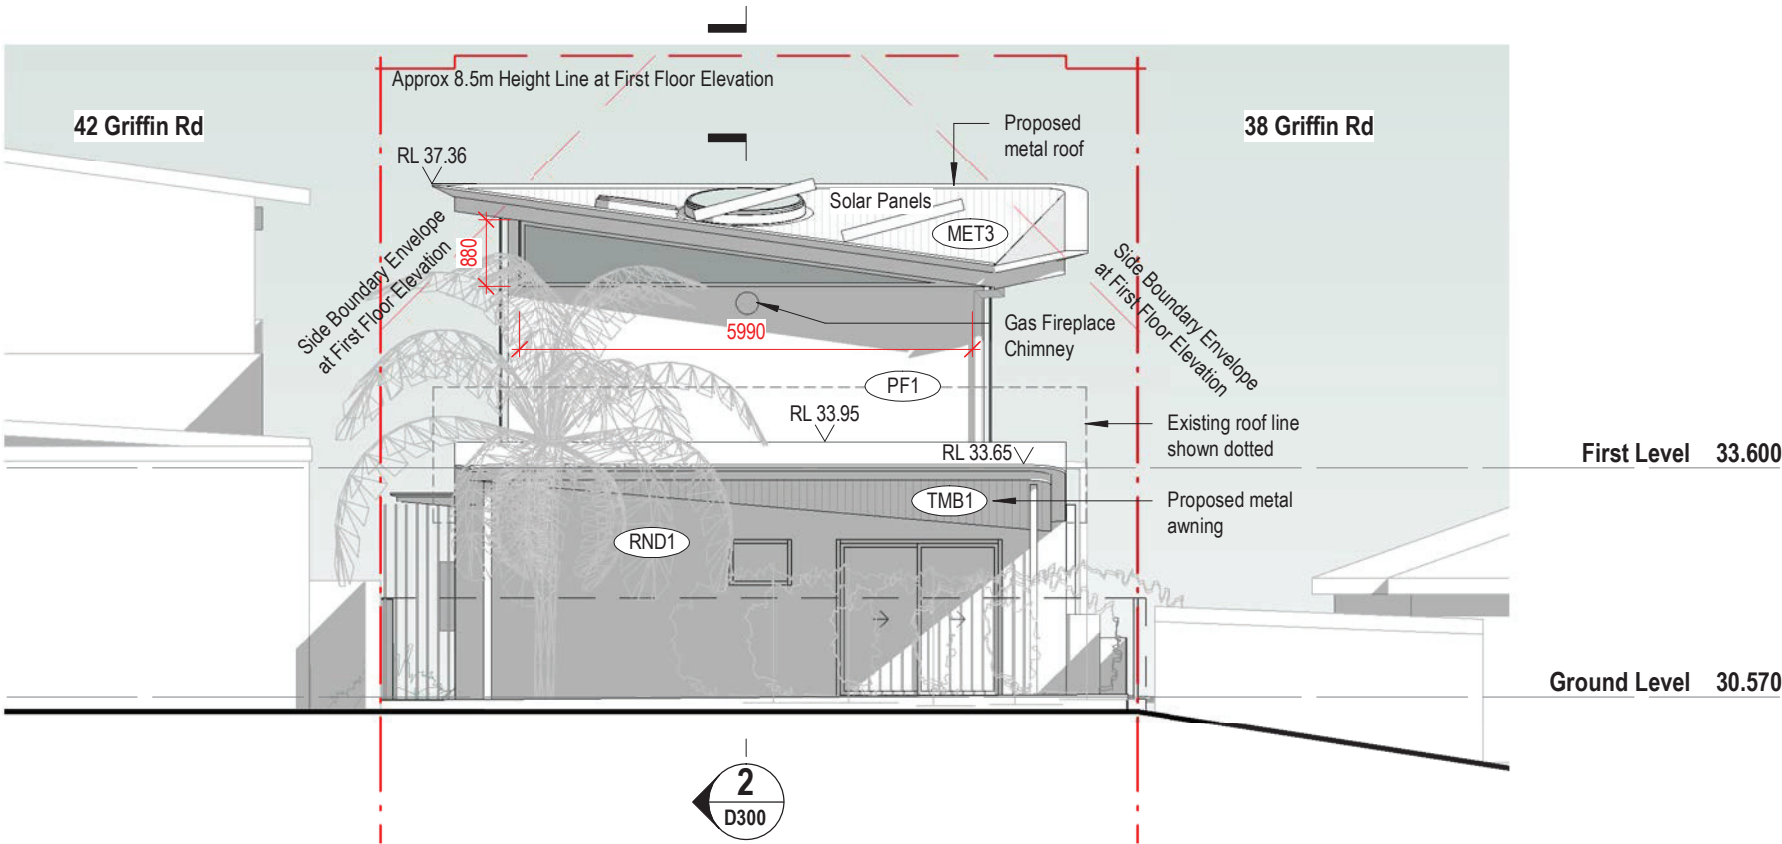 Approx 8.5m Height Line at First Floor Elevation
42 Griffin Rd
38 Griffin Rd
Proposed
metal roof
RL 37.36
Solar Panels
MET3
Side Boundary Envelope
at First Floor Elevation
880
Side Boundary Envelope
at First Floor Elevation
5990
Gas Fireplace
Chimney
PF1
RL 33.95
Existing roof line
shown dotted
RL 33.65
First Level 33.600
TMB1
Proposed metal
awning
RND1
Ground Level 30.570
2
D300